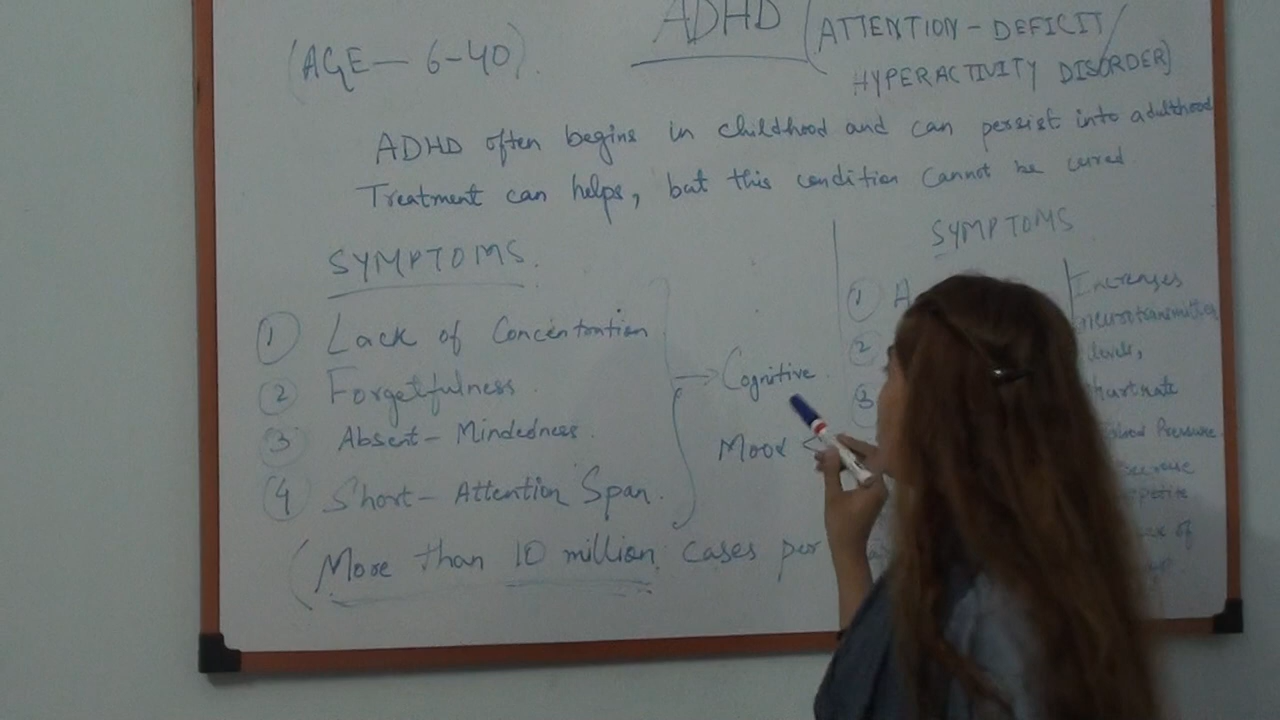 ADHD (ATTENTION-DEFICIT/
HYPERACTIVITY DISORDER)
(AGE— 6-40).
ADHD often begins in childhood and can persist into adulthood
Treatment can helps, but this condition cannot be cured
SYMPTOMS.
① Lack of Concentration
② Forgetfulness.
③ Absent-Mindedness.
④ Short-Attention Span.
→ Cognitive
Mood
(More than 10 million cases per
SYMPTOMS
① A
②
③
Increases
neurotransmitter
levels,
heart rate
Blood Pressure